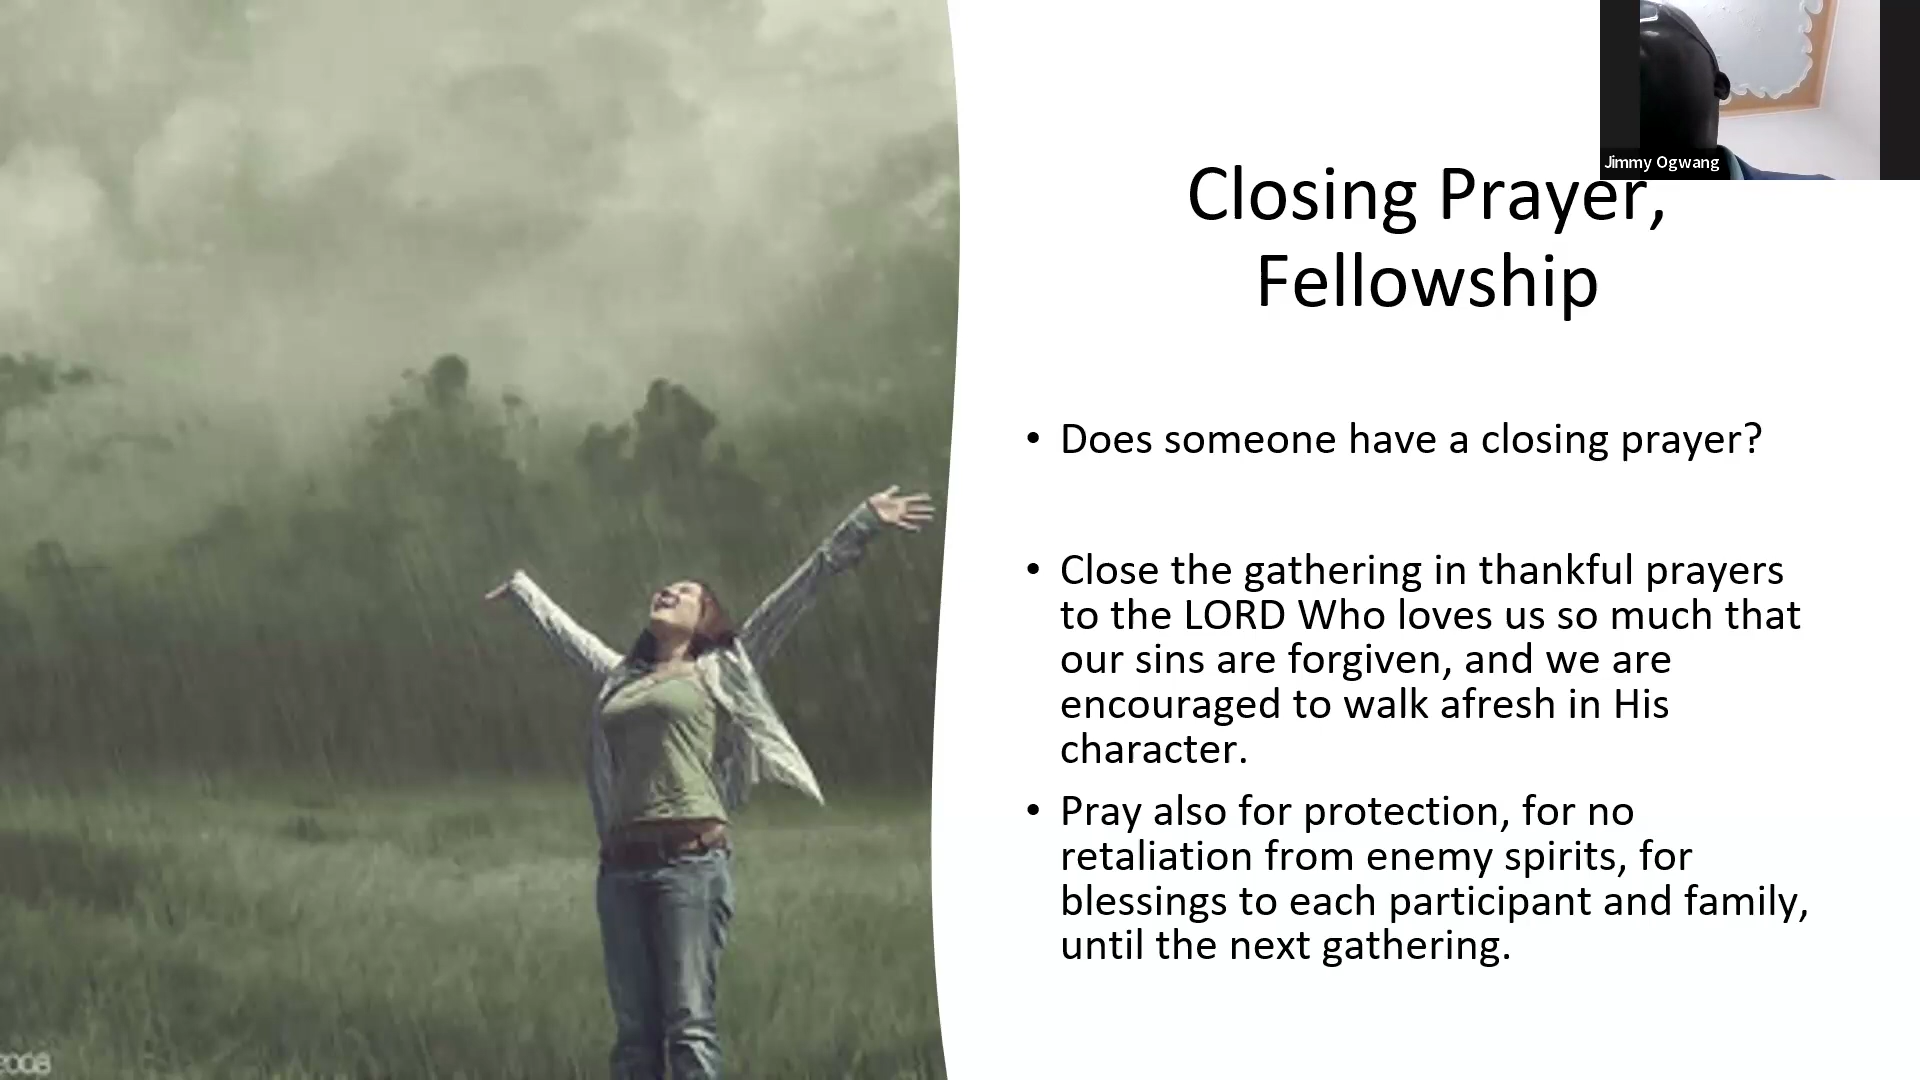 Jimmy Ogwang
Closing Prayer,
Fellowship
• Does someone have a closing prayer?
• Close the gathering in thankful prayers
to the LORD Who loves us so much that
our sins are forgiven, and we are
encouraged to walk afresh in His
character.
• Pray also for protection, for no
retaliation from enemy spirits, for
blessings to each participant and family,
until the next gathering.
2008